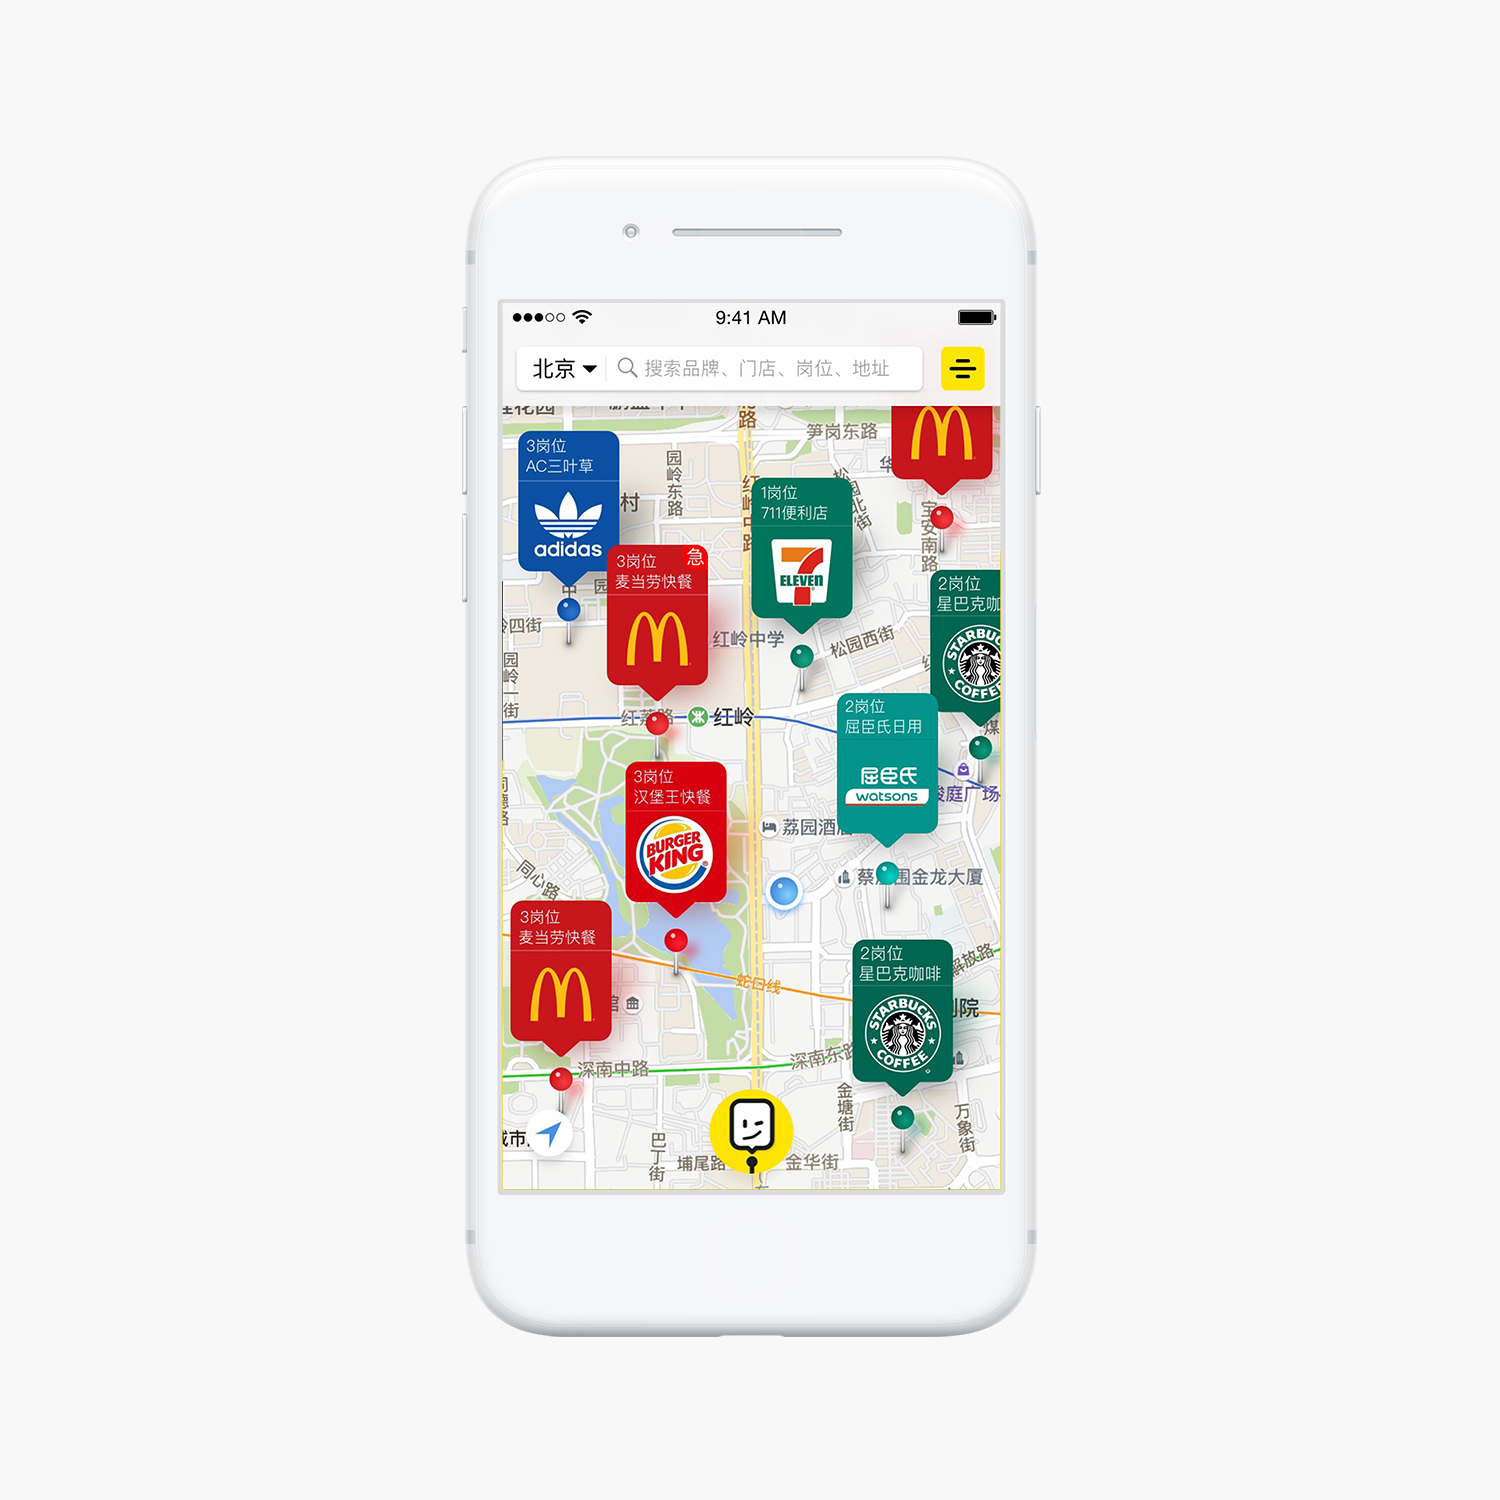 9:41 AM
北京
搜索品牌、门店、岗位、地址
笋岗东路
3岗位
AC三叶草
adidas
园岭东路
村
1岗位
711便利店
7
ELEVEN
宝安南路
急
3岗位
麦当劳快餐
红岭中学
松园西街
2岗位
星巴克咖
园岭一街
红岭
2岗位
屈臣氏日用
屈臣氏
watsons
3岗位
汉堡王快餐
BURGER
KING
庭广场
荔园酒
同心路
围金龙大厦
3岗位
麦当劳快餐
2岗位
星巴克咖啡
STARBUCKS
COFFEE
解放路
蛇口线
深南中路
深南东路
金塘街
万象街
巴丁街
埔尾路
金华街